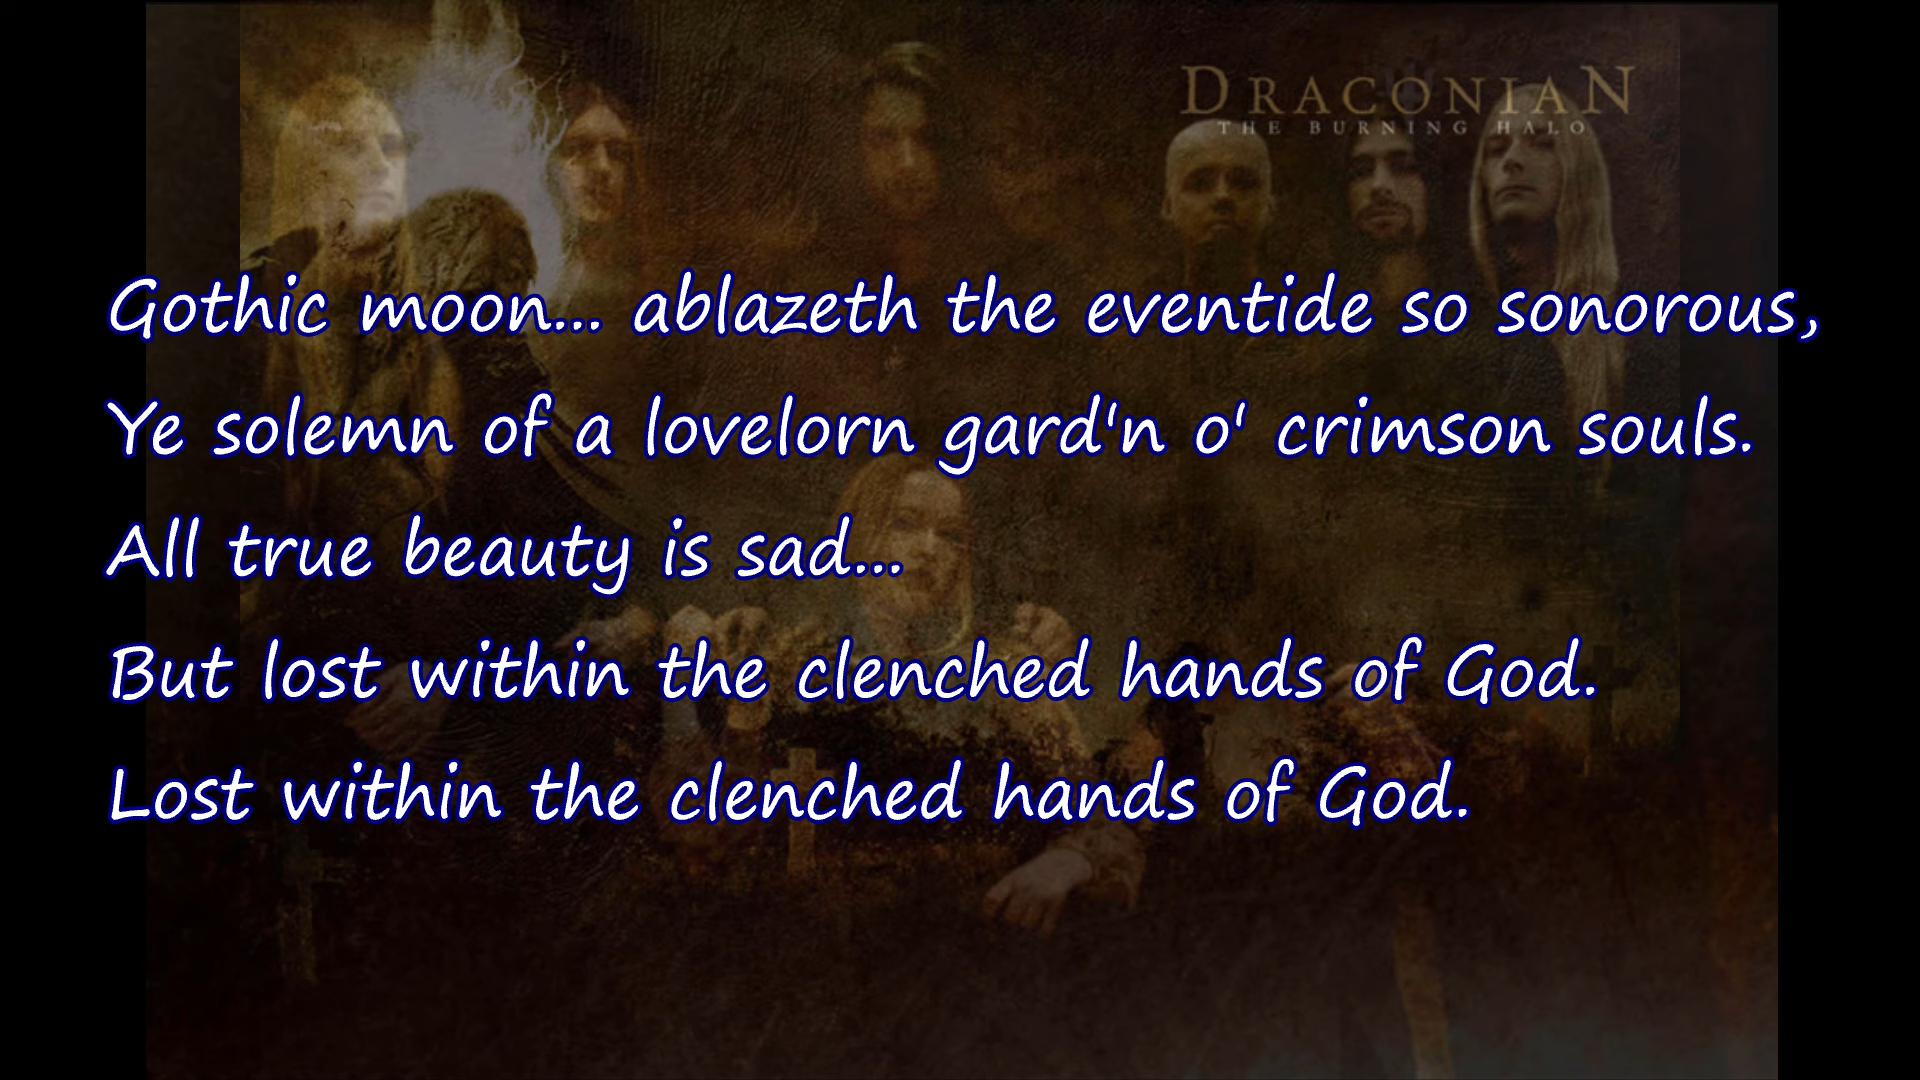 DRACONIAN
THE BURNING HALO
Gothic moon... ablazeth the eventide so sonorous,
Ye solemn of a lovelorn gard'n o' crimson souls.
All true beauty is sad...
But lost within the clenched hands of God.
Lost within the clenched hands of God.